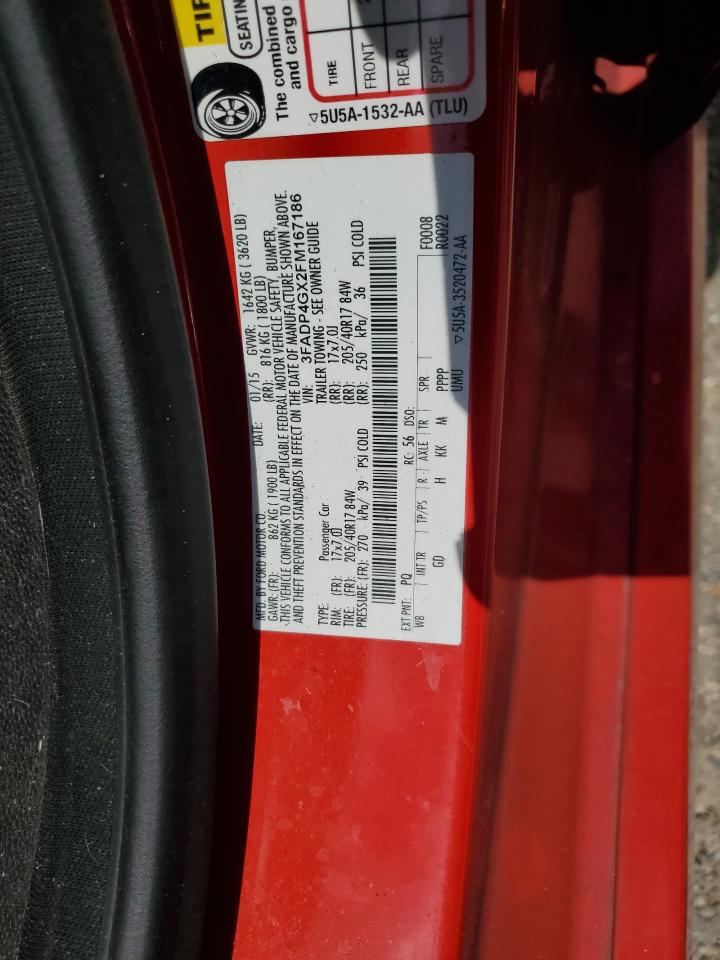 TIR
SEATIN
The combined
and cargo
TIRE
FRONT
REAR
SPARE
▽5U5A-1532-AA (TLU)
MFD. BY FORD MOTOR CO. DATE: 01/15 GVWR: 1642 KG ( 3620 LB)
GAWR:(FR): 862 KG ( 1900 LB) (RR): 816 KG ( 1800 LB)
THIS VEHICLE CONFORMS TO ALL APPLICABLE FEDERAL MOTOR VEHICLE SAFETY, BUMPER,
AND THEFT PREVENTION STANDARDS IN EFFECT ON THE DATE OF MANUFACTURE SHOWN ABOVE.
VIN: 3FADP4GX2FM167186
TYPE: Passenger Car TRAILER TOWING - SEE OWNER GUIDE
RIM: (FR): 17x7.0J (RR): 17x7.0J
TIRE: (FR): 205/40R17 84W (RR): 205/40R17 84W
PRESSURE:(FR): 270 kPa/ 39 PSI COLD (RR): 250 kPa/ 36 PSI COLD
EXT PNT: PQ RC: 56 DSO: F0008
WB INT TR TP/PS R AXLE TR SPR R0022
GD H KK M PPPP
UMU
▽5U5A-3520472-AA